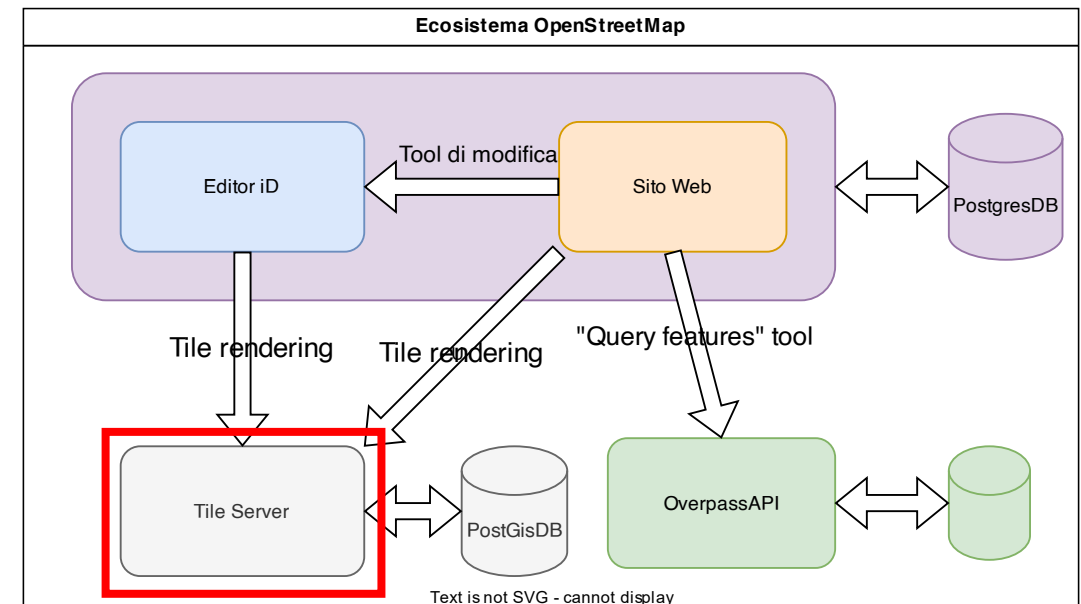 Ecosistema OpenStreetMap
Tool di modifica
Editor iD
Sito Web
PostgresDB
Tile rendering
Tile rendering
"Query features" tool
Tile Server
PostGisDB
OverpassAPI
Text is not SVG - cannot display